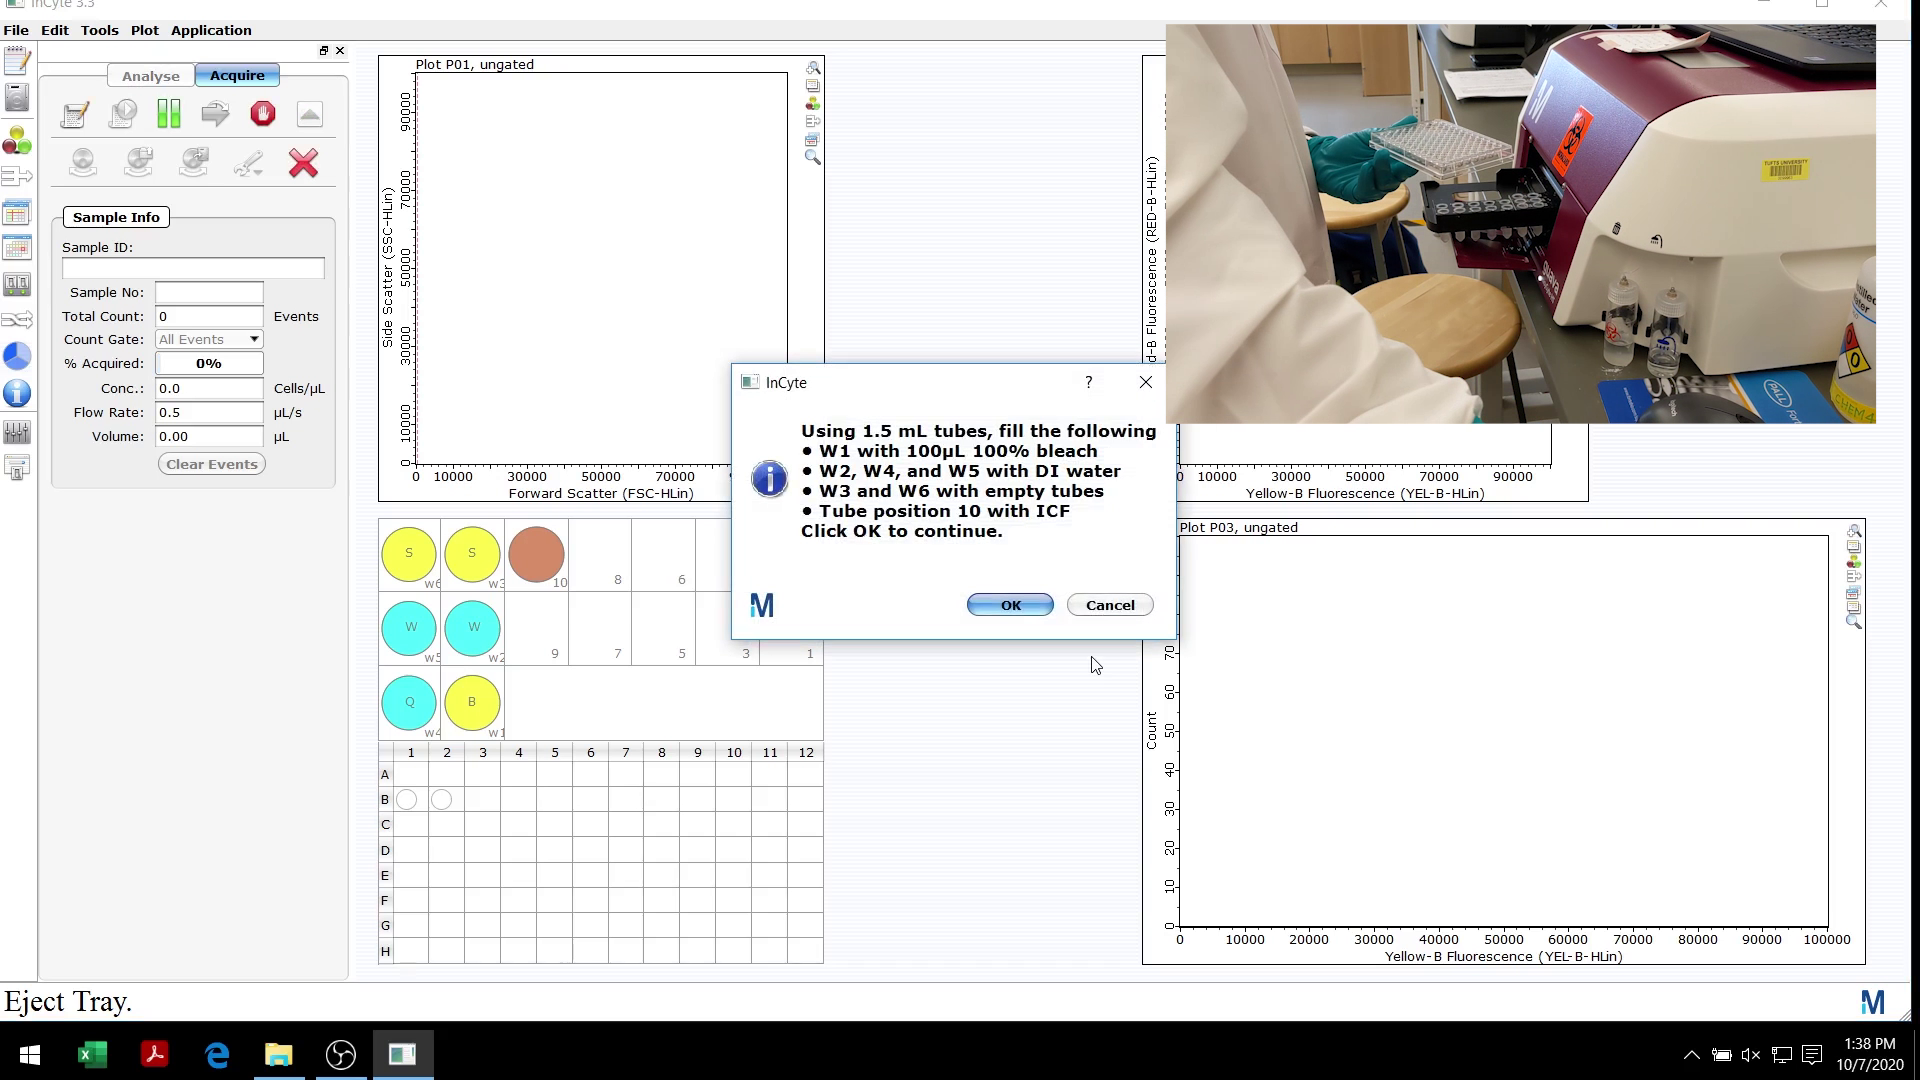 InCyte 3.3
File Edit Tools Plot Application
Analyse Acquire
Sample Info
Sample ID:
Sample No:
Total Count: 0 Events
Count Gate: All Events
% Acquired: 0%
Conc.: 0.0 Cells/µL
Flow Rate: 0.5 µL/s
Volume: 0.00 µL
Clear Events
Plot P01, ungated
Side Scatter (SSC-HLin)
90000
70000
50000
30000
10000
0
0 10000 30000 50000 70000
Forward Scatter (FSC-HLin)
RED-B Fluorescence (RED-B-HLin)
10000 30000 50000 70000 90000
Yellow-B Fluorescence (YEL-B-HLin)
TUFTS UNIVERSITY
guava
PALL
InCyte ?
Using 1.5 mL tubes, fill the following
• W1 with 100µL 100% bleach
• W2, W4, and W5 with DI water
• W3 and W6 with empty tubes
• Tube position 10 with ICF
Click OK to continue.
M
OK Cancel
S w6 S w3 10 8 6
W w5 W w2 9 7 5 3 1
Q w4 B w1
1 2 3 4 5 6 7 8 9 10 11 12
A
B
C
D
E
F
G
H
Plot P03, ungated
Count
70
60
50
40
30
20
10
0
0 10000 20000 30000 40000 50000 60000 70000 80000 90000 100000
Yellow-B Fluorescence (YEL-B-HLin)
Eject Tray.
M
1:38 PM
10/7/2020